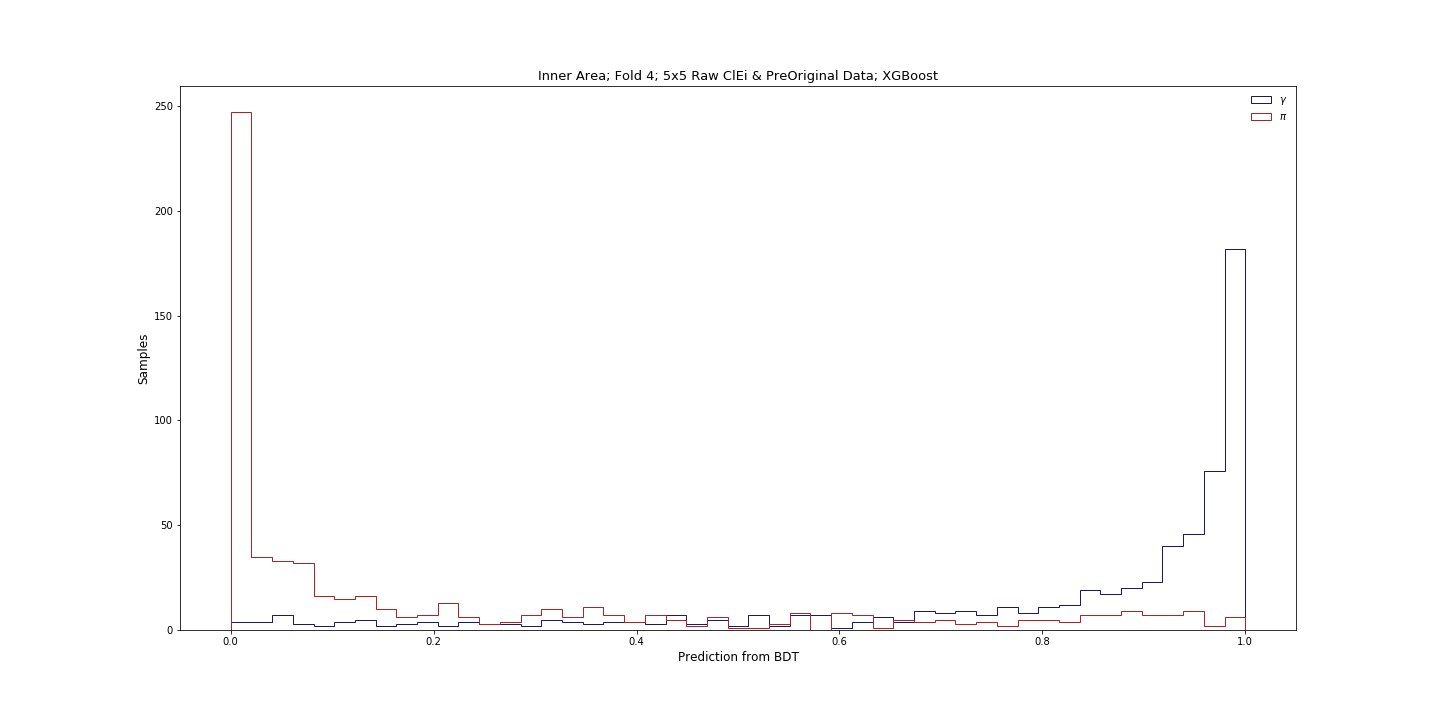 Inner Area; Fold 4; 5x5 Raw ClEi & PreOriginal Data; XGBoost
γ
π
250
200
150
100
50
0
Samples
0.0 0.2 0.4 0.6 0.8 1.0
Prediction from BDT